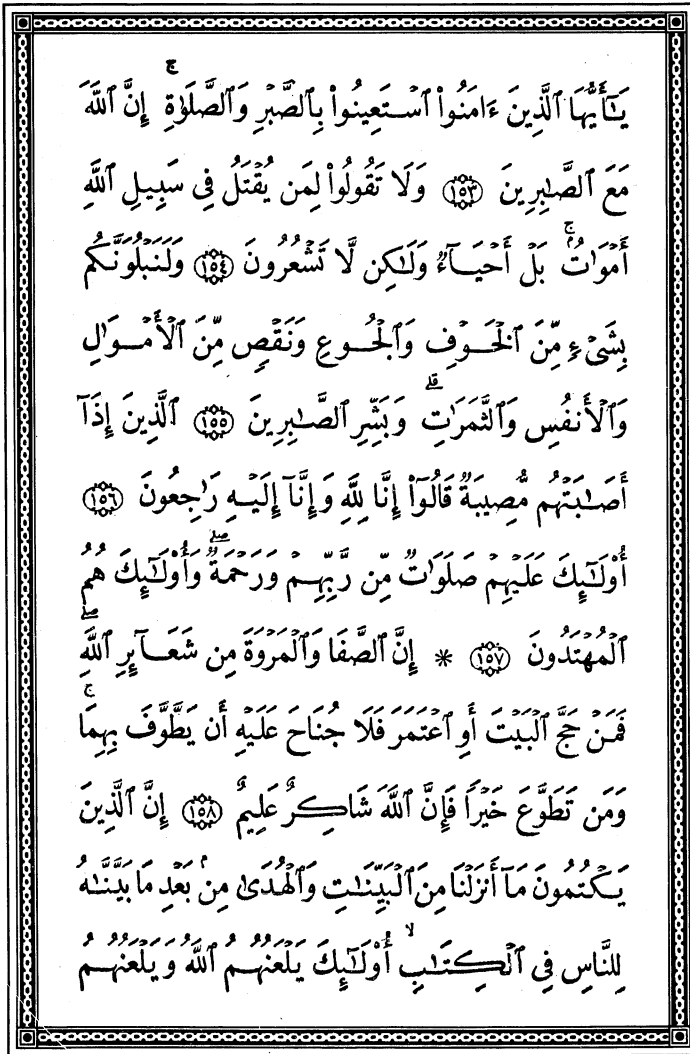 يَـٰٓأَيُّهَا ٱلَّذِينَ ءَامَنُوا۟ ٱسْتَعِينُوا۟ بِٱلصَّبْرِ وَٱلصَّلَوٰةِ ۚ إِنَّ ٱللَّهَ
مَعَ ٱلصَّـٰبِرِينَ ١٥٣ وَلَا تَقُولُوا۟ لِمَن يُقْتَلُ فِى سَبِيلِ ٱللَّهِ
أَمْوَٰتٌۢ ۚ بَلْ أَحْيَآءٌ وَلَـٰكِن لَّا تَشْعُرُونَ ١٥٤ وَلَنَبْلُوَنَّكُم
بِشَىْءٍ مِّنَ ٱلْخَوْفِ وَٱلْجُوعِ وَنَقْصٍ مِّنَ ٱلْأَمْوَٰلِ
وَٱلْأَنفُسِ وَٱلثَّمَرَٰتِ ۗ وَبَشِّرِ ٱلصَّـٰبِرِينَ ١٥٥ ٱلَّذِينَ إِذَآ
أَصَـٰبَتْهُم مُّصِيبَةٌ قَالُوٓا۟ إِنَّا لِلَّهِ وَإِنَّآ إِلَيْهِ رَٰجِعُونَ ١٥٦
أُو۟لَـٰٓئِكَ عَلَيْهِمْ صَلَوَٰتٌ مِّن رَّبِّهِمْ وَرَحْمَةٌ ۖ وَأُو۟لَـٰٓئِكَ هُمُ
ٱلْمُهْتَدُونَ ١٥٧ * إِنَّ ٱلصَّفَا وَٱلْمَرْوَةَ مِن شَعَآئِرِ ٱللَّهِ ۖ
فَمَنْ حَجَّ ٱلْبَيْتَ أَوِ ٱعْتَمَرَ فَلَا جُنَاحَ عَلَيْهِ أَن يَطَّوَّفَ بِهِمَا ۚ
وَمَن تَطَوَّعَ خَيْرًا فَإِنَّ ٱللَّهَ شَاكِرٌ عَلِيمٌ ١٥٨ إِنَّ ٱلَّذِينَ
يَكْتُمُونَ مَآ أَنزَلْنَا مِنَ ٱلْبَيِّنَـٰتِ وَٱلْهُدَىٰ مِنۢ بَعْدِ مَا بَيَّنَّـٰهُ
لِلنَّاسِ فِى ٱلْكِتَـٰبِ ۙ أُو۟لَـٰٓئِكَ يَلْعَنُهُمُ ٱللَّهُ وَيَلْعَنُهُمُ